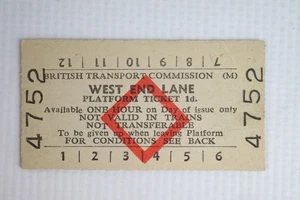 7 8 9 10 11 12
BRITISH TRANSPORT COMMISSION (M)
WEST END LANE
PLATFORM TICKET 1d.
Available ONE HOUR on Day of issue only
NOT VALID IN TRAINS
NOT TRANSFERABLE
To be given up when leaving Platform
FOR CONDITIONS SEE BACK
1 2 3 4 5 6
4752
4752